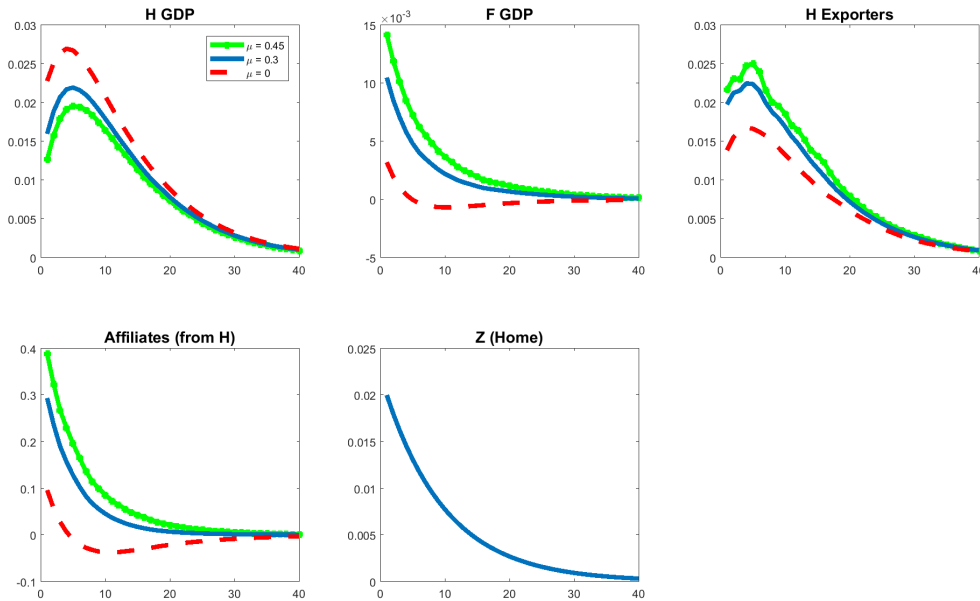 H GDP
0.03
0.025
0.02
0.015
0.01
0.005
0
0 10 20 30 40
μ = 0.45
μ = 0.3
μ = 0
F GDP
×10⁻³
15
10
5
0
-5
0 10 20 30 40
H Exporters
0.03
0.025
0.02
0.015
0.01
0.005
0
0 10 20 30 40
Affiliates (from H)
0.4
0.3
0.2
0.1
0
-0.1
0 10 20 30 40
Z (Home)
0.025
0.02
0.015
0.01
0.005
0
0 10 20 30 40